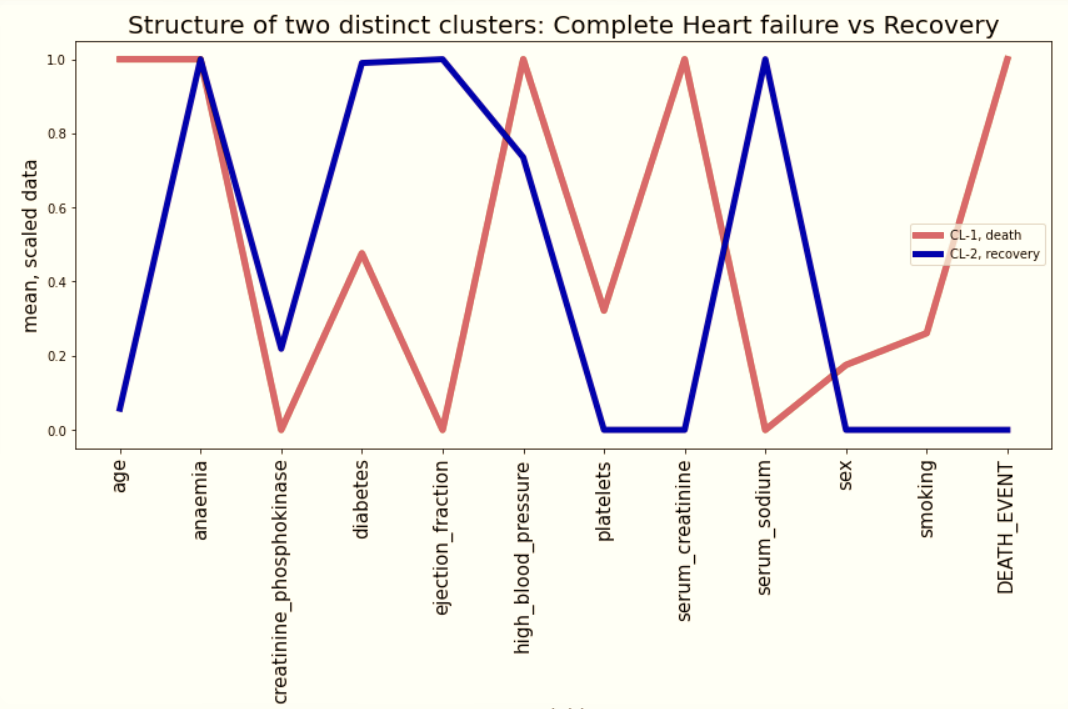 Structure of two distinct clusters: Complete Heart failure vs Recovery
mean, scaled data
1.0
0.8
0.6
0.4
0.2
0.0
CL-1, death
CL-2, recovery
age
anaemia
creatinine_phosphokinase
diabetes
ejection_fraction
high_blood_pressure
platelets
serum_creatinine
serum_sodium
sex
smoking
DEATH_EVENT